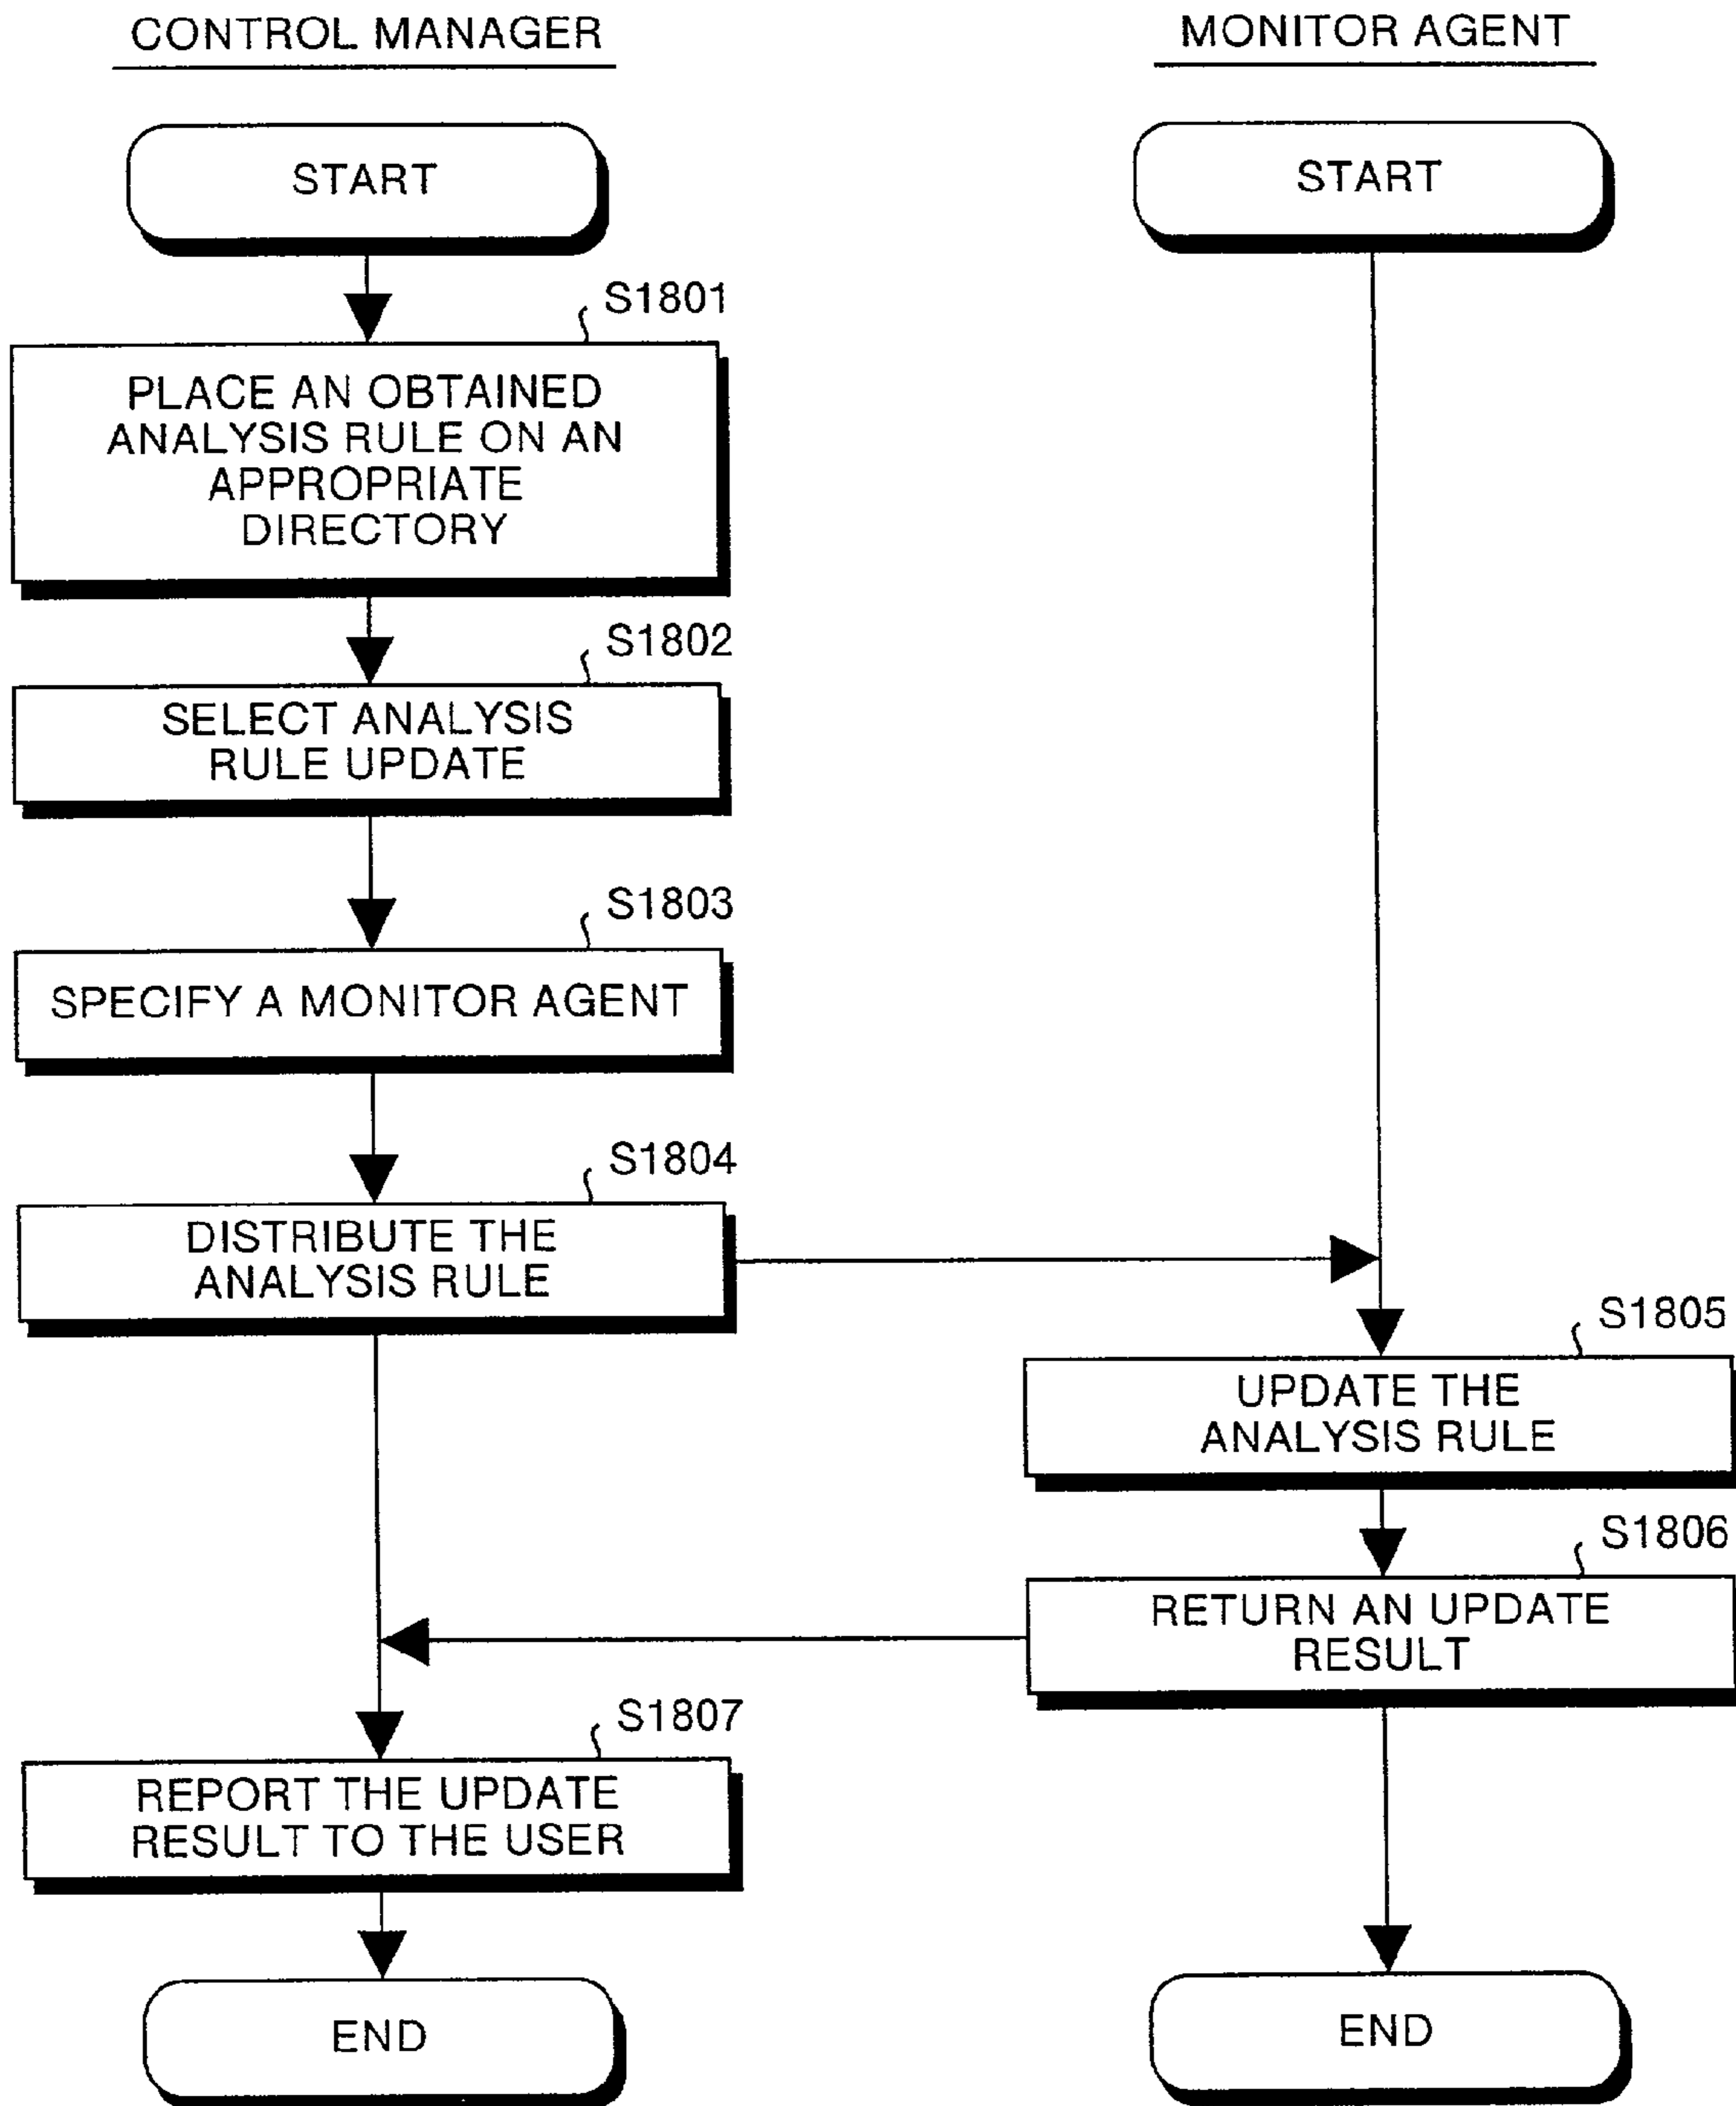 CONTROL MANAGER
MONITOR AGENT
START
START
S1801
PLACE AN OBTAINED
ANALYSIS RULE ON AN
APPROPRIATE
DIRECTORY
S1802
SELECT ANALYSIS
RULE UPDATE
S1803
SPECIFY A MONITOR AGENT
S1804
DISTRIBUTE THE
ANALYSIS RULE
S1805
UPDATE THE
ANALYSIS RULE
S1806
RETURN AN UPDATE
RESULT
S1807
REPORT THE UPDATE
RESULT TO THE USER
END
END